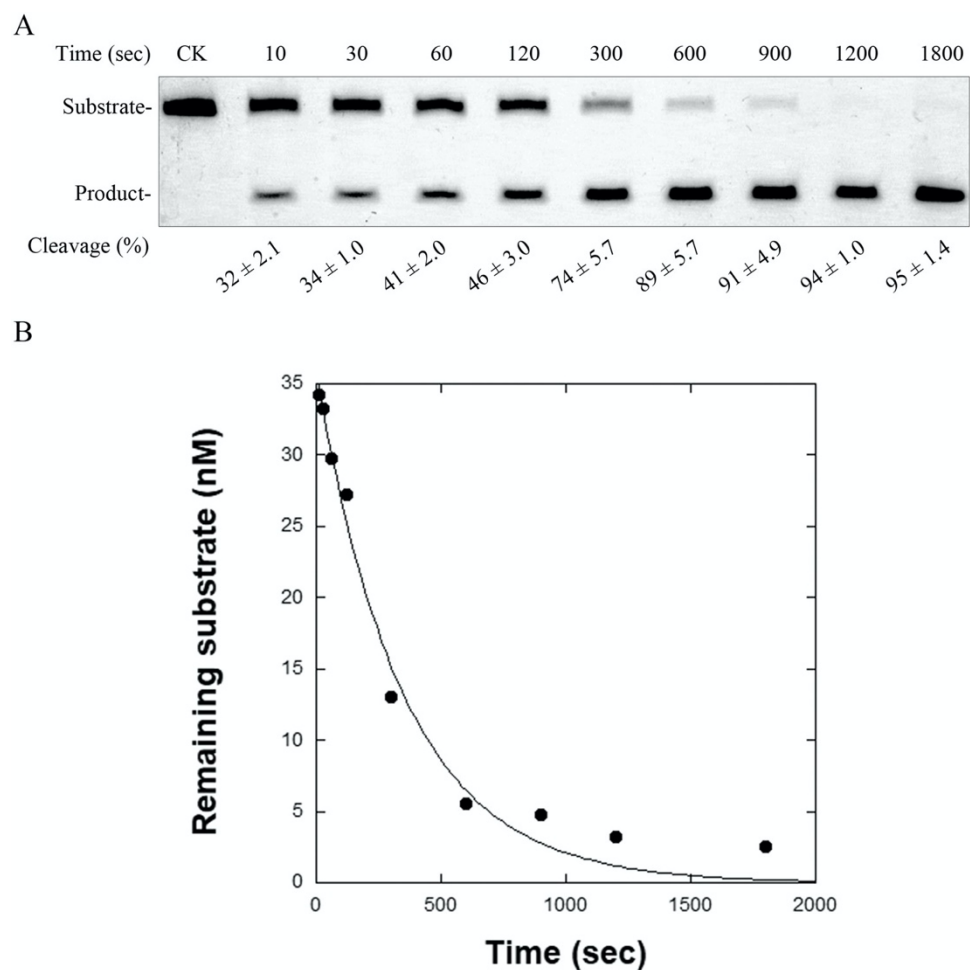 A
Time (sec) CK 10 30 60 120 300 600 900 1200 1800
Substrate-
Product-
Cleavage (%) 32 ± 2.1 34 ± 1.0 41 ± 2.0 46 ± 3.0 74 ± 5.7 89 ± 5.7 91 ± 4.9 94 ± 1.0 95 ± 1.4
B
35
30
25
20
15
10
5
0
Remaining substrate (nM)
0 500 1000 1500 2000
Time (sec)